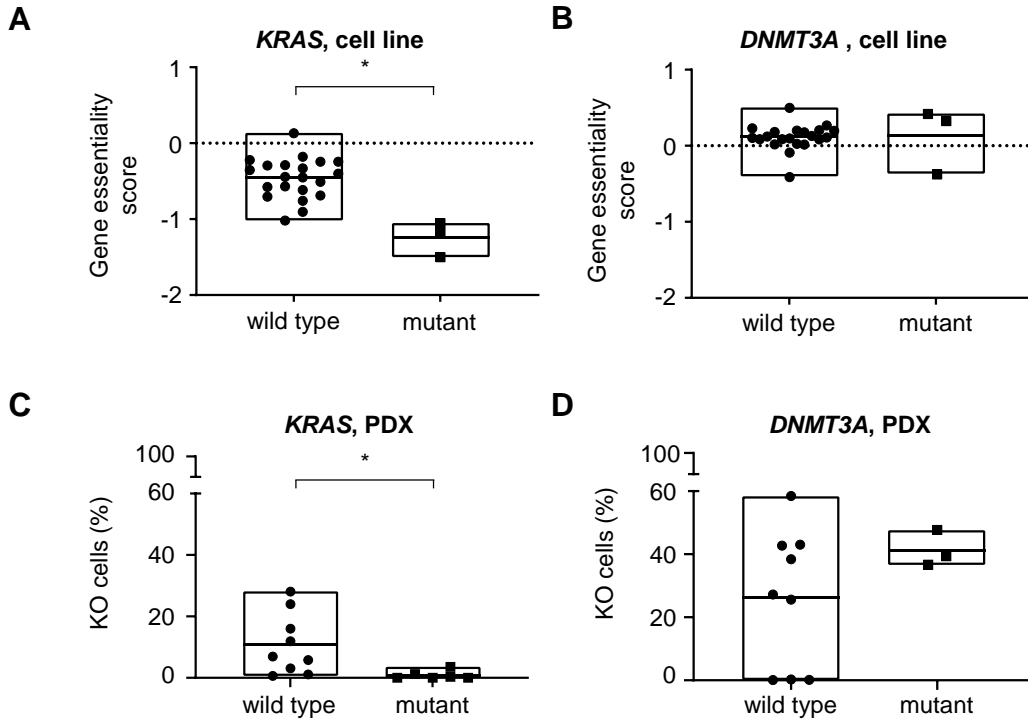 A
KRAS, cell line
*
Gene essentiality
score
1
0
-1
-2
wild type
mutant
B
DNMT3A , cell line
Gene essentiality
score
1
0
-1
-2
wild type
mutant
C
KRAS, PDX
*
KO cells (%)
100
60
40
20
0
wild type
mutant
D
DNMT3A, PDX
KO cells (%)
100
60
40
20
0
wild type
mutant